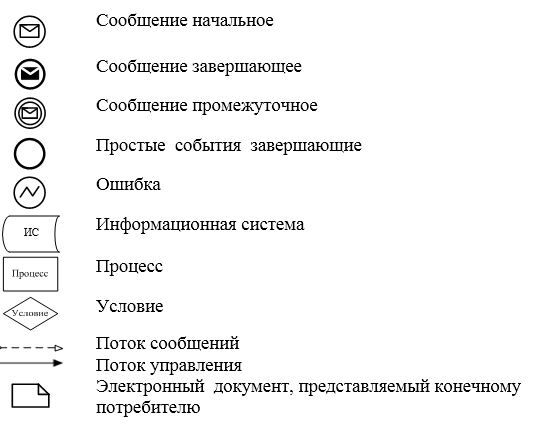 Сообщение начальное
Сообщение завершающее
Сообщение промежуточное
Простые события завершающие
Ошибка
ИС
Информационная система
Процесс
Процесс
Условие
Условие
Поток сообщений
Поток управления
Электронный документ, представляемый конечному
потребителю